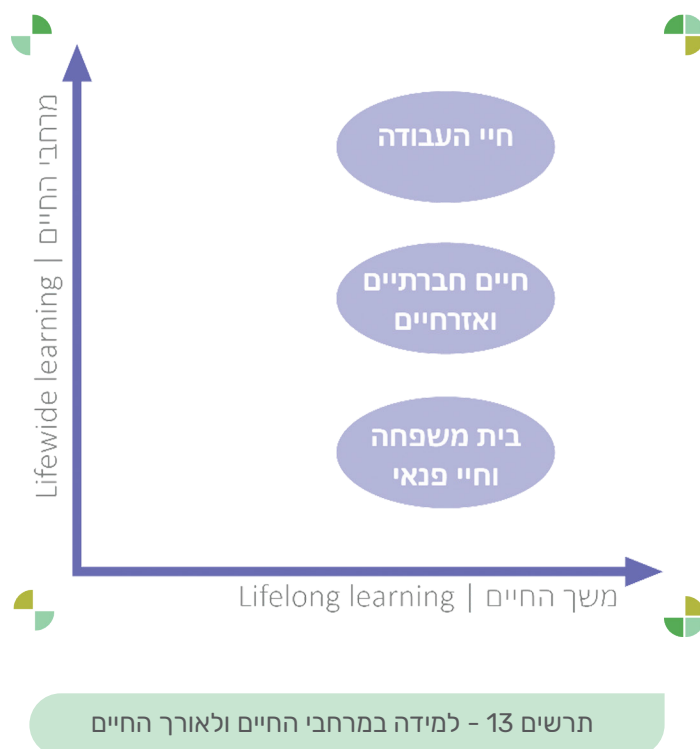 מרחבי החיים | Lifewide learning
חיי העבודה
חיים חברתיים
ואזרחיים
בית משפחה
וחיי פנאי
משך החיים | Lifelong learning
תרשים 13 - למידה במרחבי החיים ולאורך החיים